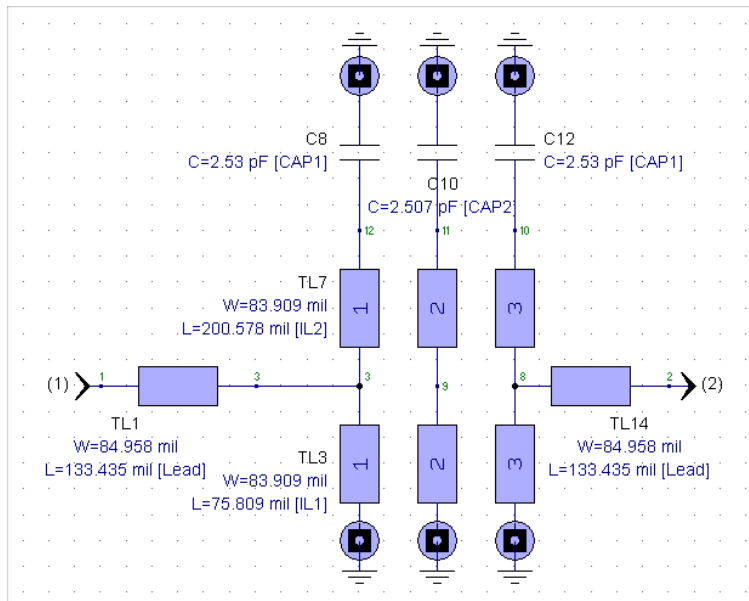 C8
C=2.53 pF [CAP1]
C12
C=2.53 pF [CAP1]
C10
C=2.507 pF [CAP2]
12
11
10
TL7
W=83.909 mil
L=200.578 mil [IL2]
1
2
3
(1)
1
3
3
9
8
2
(2)
TL1
W=84.958 mil
L=133.435 mil [Lead]
TL3
W=83.909 mil
L=75.809 mil [IL1]
1
2
3
TL14
W=84.958 mil
L=133.435 mil [Lead]